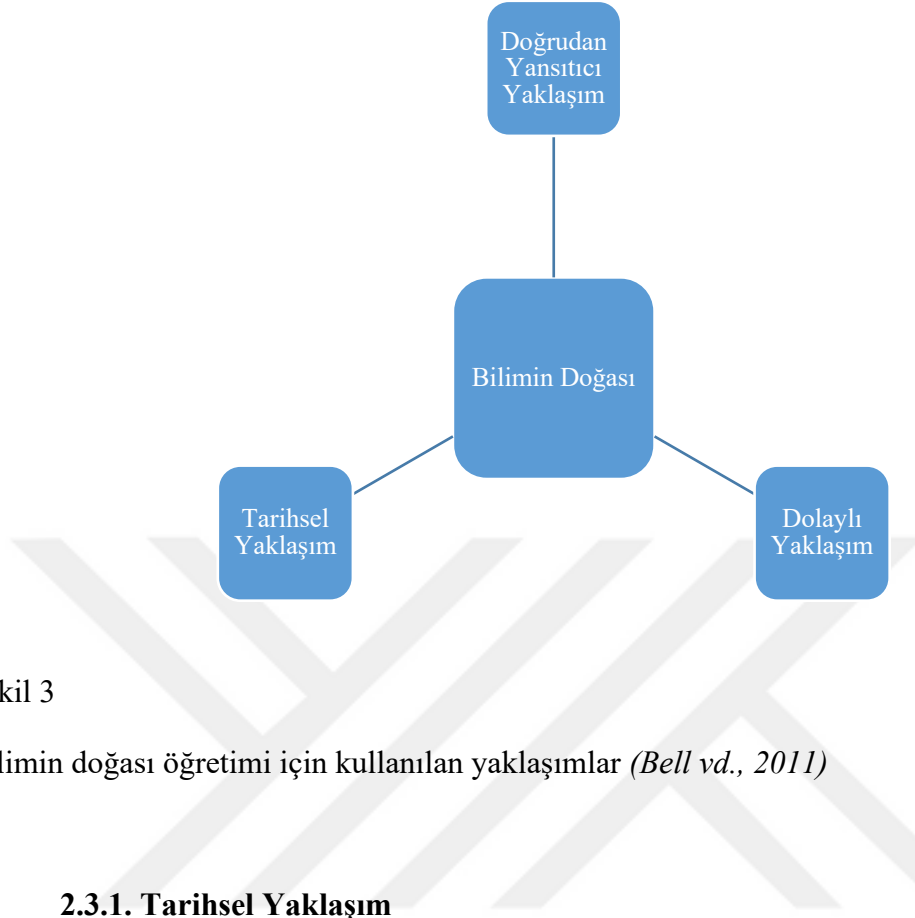 Doğrudan
Yansıtıcı
Yaklaşım
Bilimin Doğası
Tarihsel
Yaklaşım
Dolaylı
Yaklaşım
kil 3
limin doğası öğretimi için kullanılan yaklaşımlar (Bell vd., 2011)
2.3.1. Tarihsel Yaklaşım